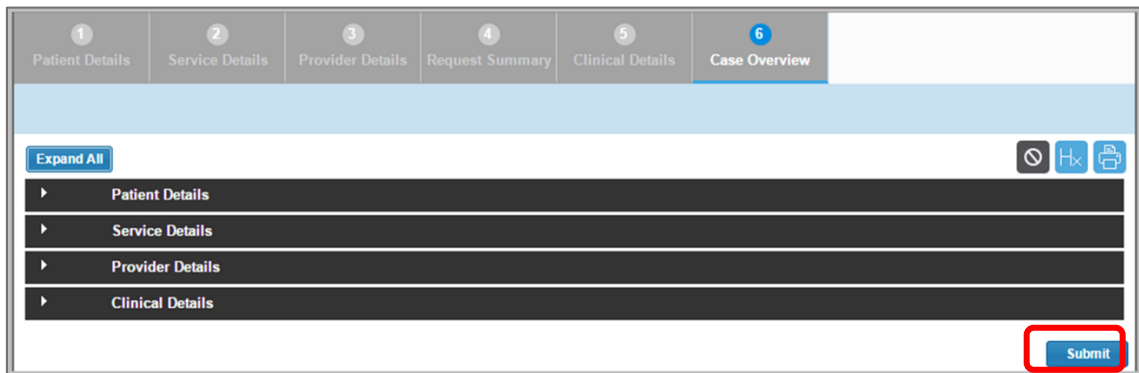 1 2 3 4 5 6
Patient Details Service Details Provider Details Request Summary Clinical Details Case Overview
Expand All Hx
Patient Details
Service Details
Provider Details
Clinical Details
Submit